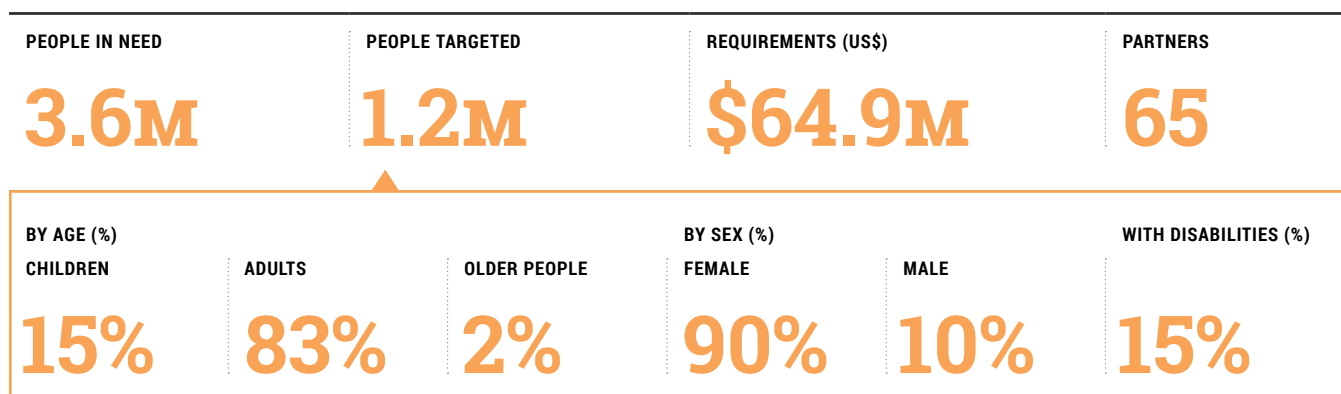 PEOPLE IN NEED PEOPLE TARGETED REQUIREMENTS (US$) PARTNERS
3.6M 1.2M $64.9M 65
BY AGE (%) BY SEX (%) WITH DISABILITIES (%)
CHILDREN ADULTS OLDER PEOPLE FEMALE MALE
15% 83% 2% 90% 10% 15%